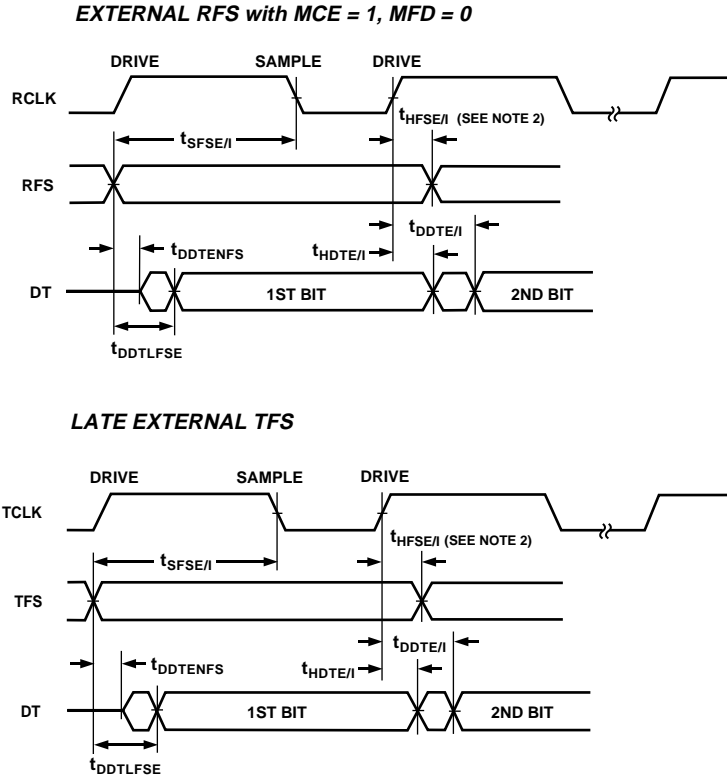 EXTERNAL RFS with MCE = 1, MFD = 0
DRIVE SAMPLE DRIVE
RCLK
tHFSE/I (SEE NOTE 2)
tSFSE/I
RFS
tDDTE/I
tDDTENFS tHDTE/I
DT 1ST BIT 2ND BIT
tDDTLFSE
LATE EXTERNAL TFS
DRIVE SAMPLE DRIVE
TCLK
tHFSE/I (SEE NOTE 2)
tSFSE/I
TFS
tDDTE/I
tDDTENFS tHDTE/I
DT 1ST BIT 2ND BIT
tDDTLFSE